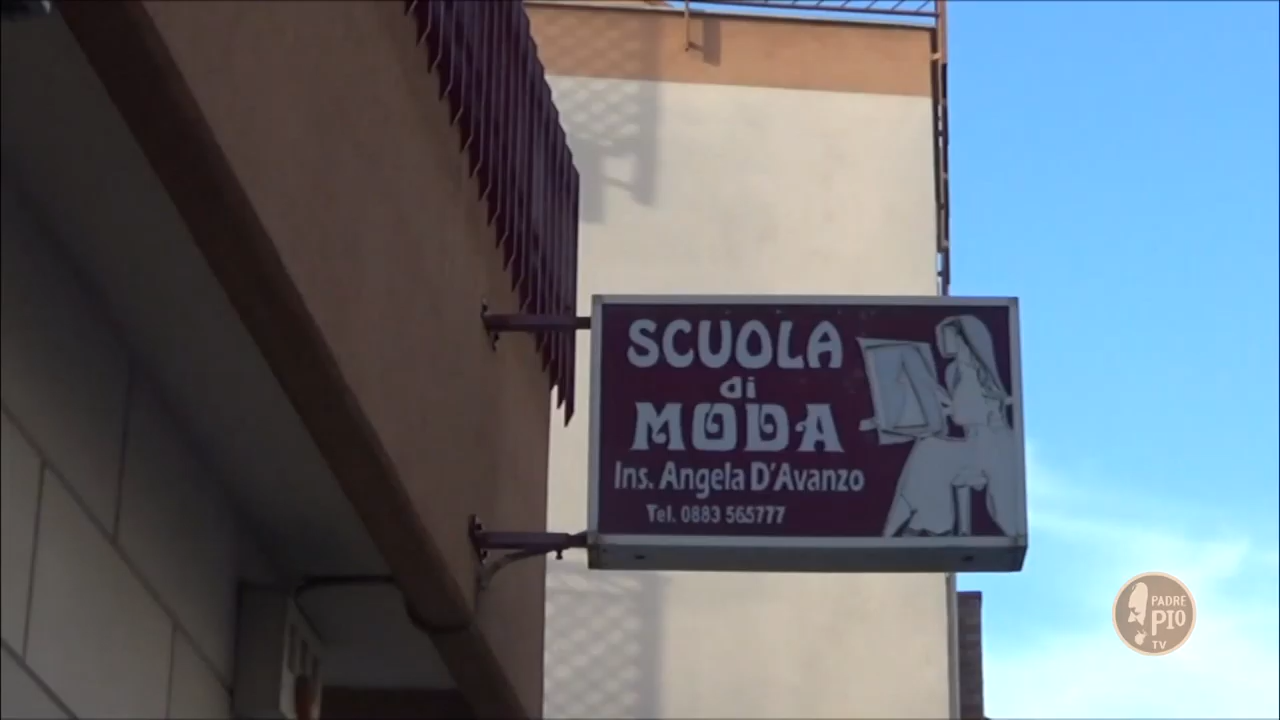 SCUOLA
di
MODA
Ins. Angela D'Avanzo
Tel. 0883 565777
PADRE
PIO
TV